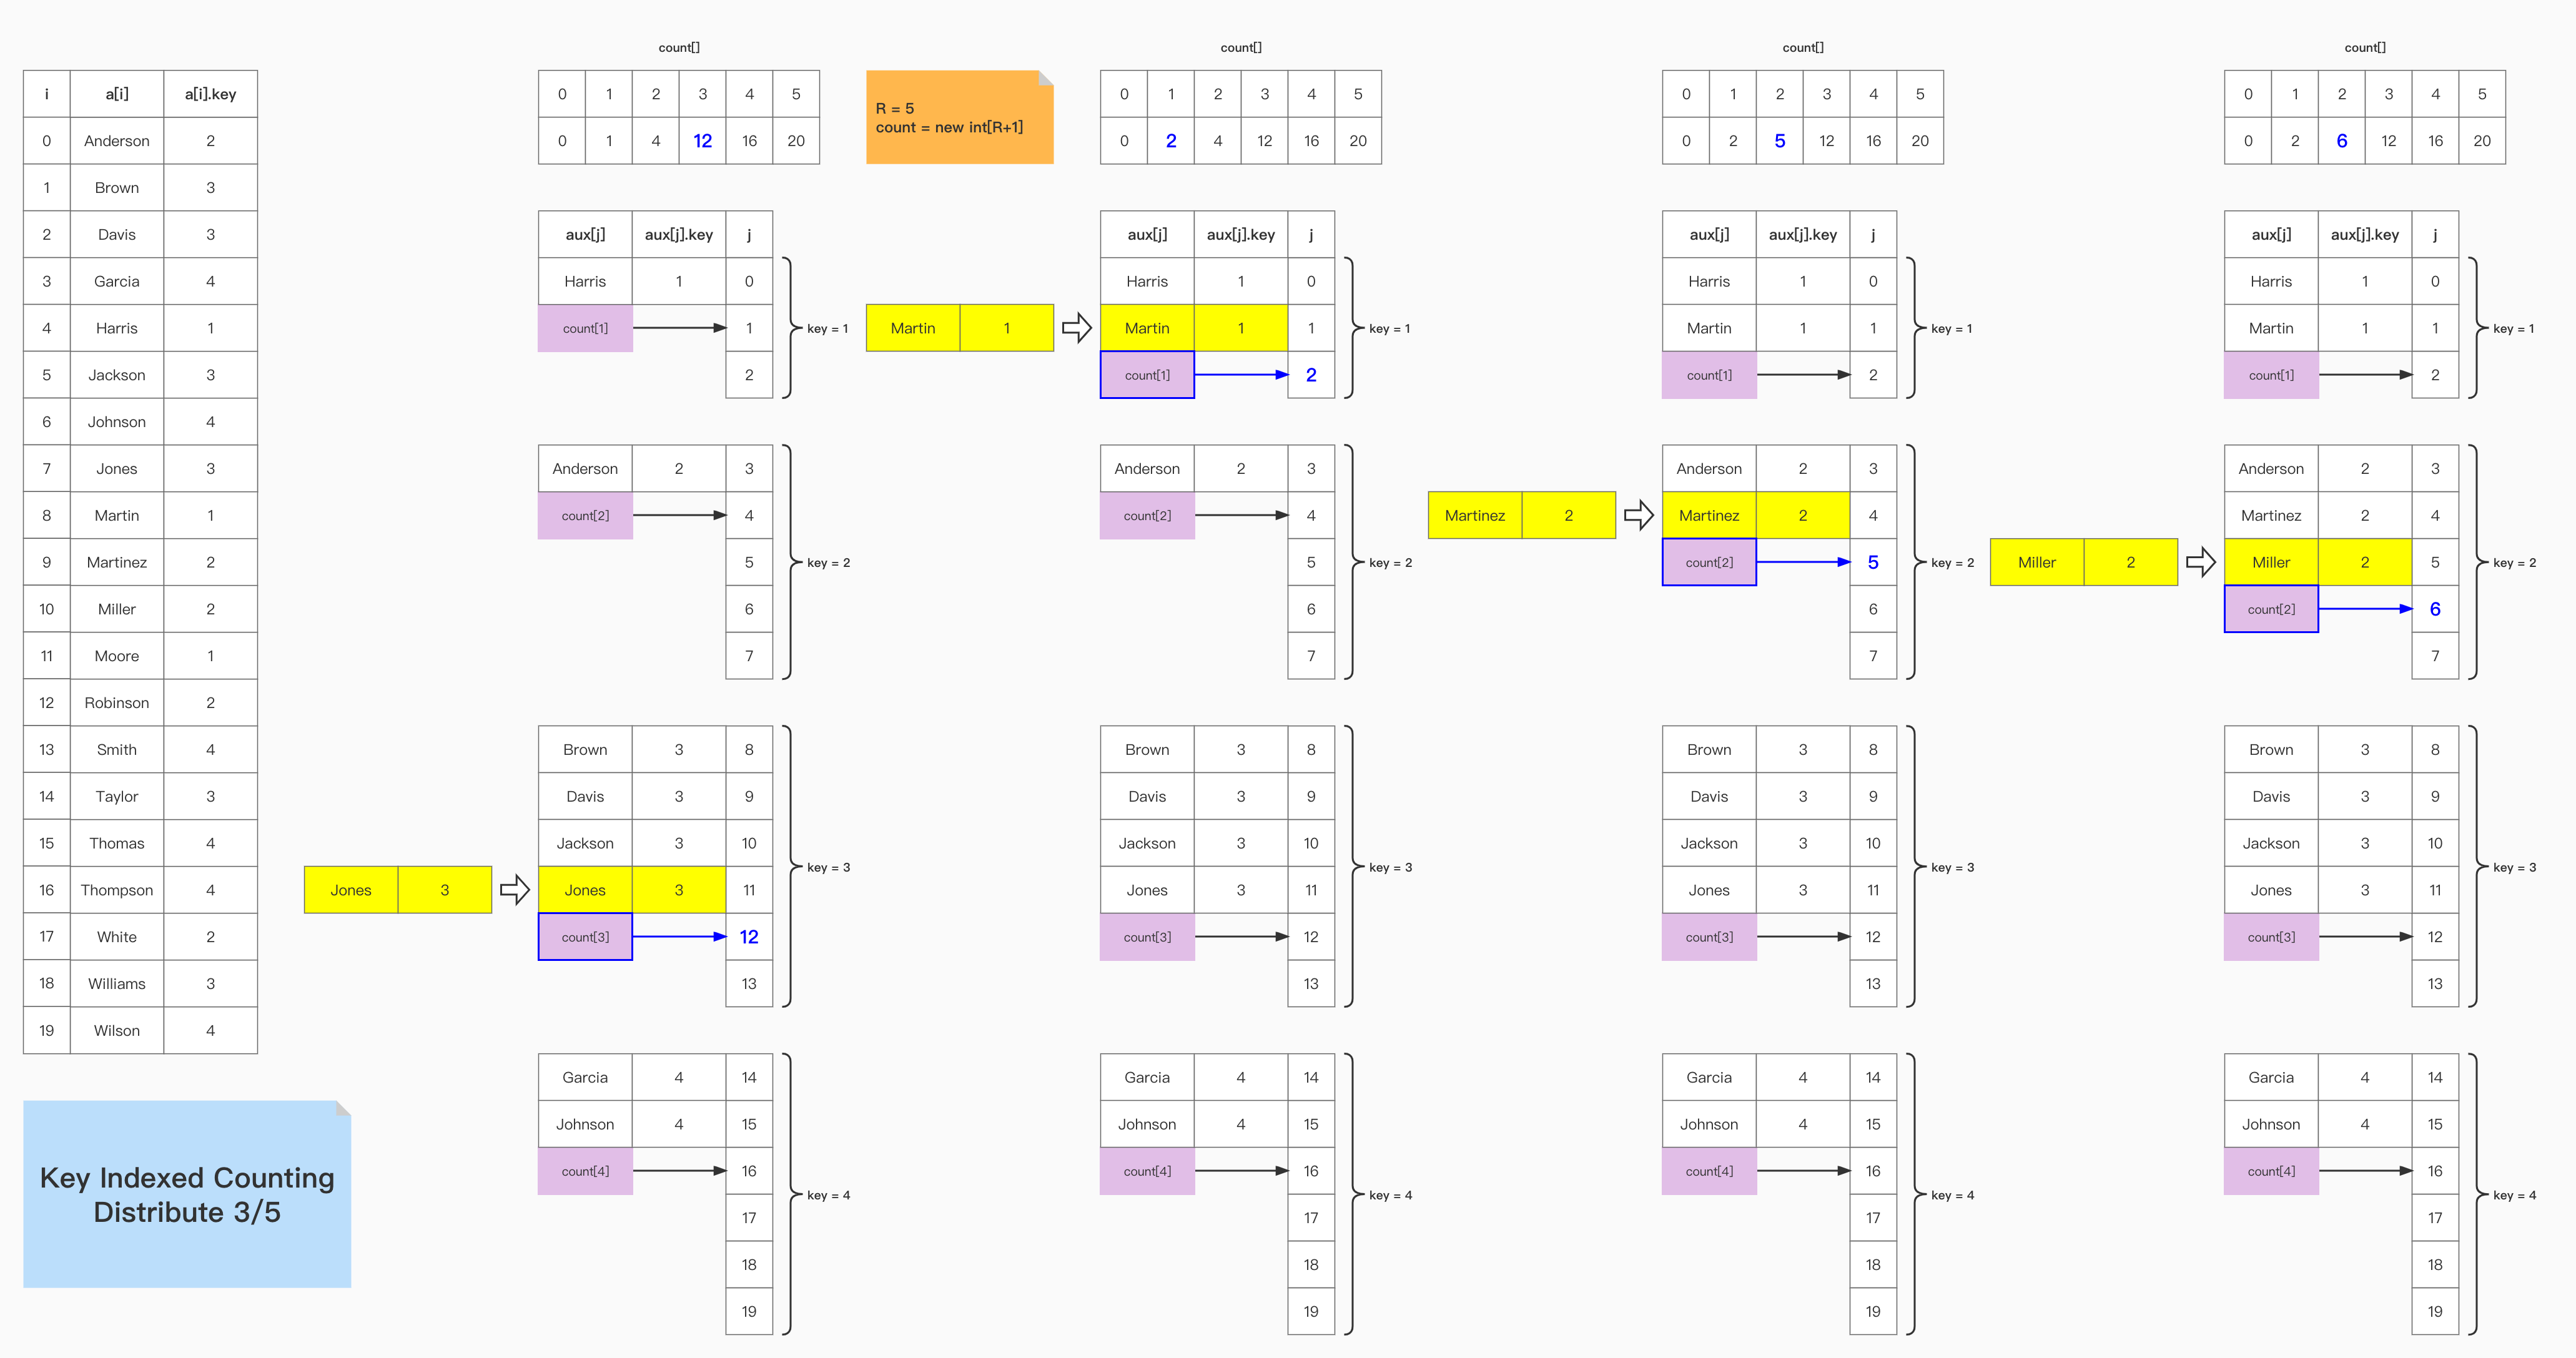 i a[i] a[i].key
0 Anderson 2
1 Brown 3
2 Davis 3
3 Garcia 4
4 Harris 1
5 Jackson 3
6 Johnson 4
7 Jones 3
8 Martin 1
9 Martinez 2
10 Miller 2
11 Moore 1
12 Robinson 2
13 Smith 4
14 Taylor 3
15 Thomas 4
16 Thompson 4
17 White 2
18 Williams 3
19 Wilson 4
Key Indexed Counting
Distribute 3/5
Jones 3
count[]
0 1 2 3 4 5
0 1 4 12 16 20
aux[j] aux[j].key j
Harris 1 0
count[1] 1
2
key = 1
Anderson 2 3
count[2] 4
5
6
7
key = 2
Brown 3 8
Davis 3 9
Jackson 3 10
Jones 3 11
count[3] 12
13
key = 3
Garcia 4 14
Johnson 4 15
count[4] 16
17
18
19
key = 4
R = 5
count = new int[R+1]
Martin 1
count[]
0 1 2 3 4 5
0 2 4 12 16 20
aux[j] aux[j].key j
Harris 1 0
Martin 1 1
count[1] 2
key = 1
Anderson 2 3
count[2] 4
5
6
7
key = 2
Brown 3 8
Davis 3 9
Jackson 3 10
Jones 3 11
count[3] 12
13
key = 3
Garcia 4 14
Johnson 4 15
count[4] 16
17
18
19
key = 4
Martinez 2
count[]
0 1 2 3 4 5
0 2 5 12 16 20
aux[j] aux[j].key j
Harris 1 0
Martin 1 1
count[1] 2
key = 1
Anderson 2 3
Martinez 2 4
count[2] 5
6
7
key = 2
Brown 3 8
Davis 3 9
Jackson 3 10
Jones 3 11
count[3] 12
13
key = 3
Garcia 4 14
Johnson 4 15
count[4] 16
17
18
19
key = 4
Miller 2
count[]
0 1 2 3 4 5
0 2 6 12 16 20
aux[j] aux[j].key j
Harris 1 0
Martin 1 1
count[1] 2
key = 1
Anderson 2 3
Martinez 2 4
Miller 2 5
count[2] 6
7
key = 2
Brown 3 8
Davis 3 9
Jackson 3 10
Jones 3 11
count[3] 12
13
key = 3
Garcia 4 14
Johnson 4 15
count[4] 16
17
18
19
key = 4